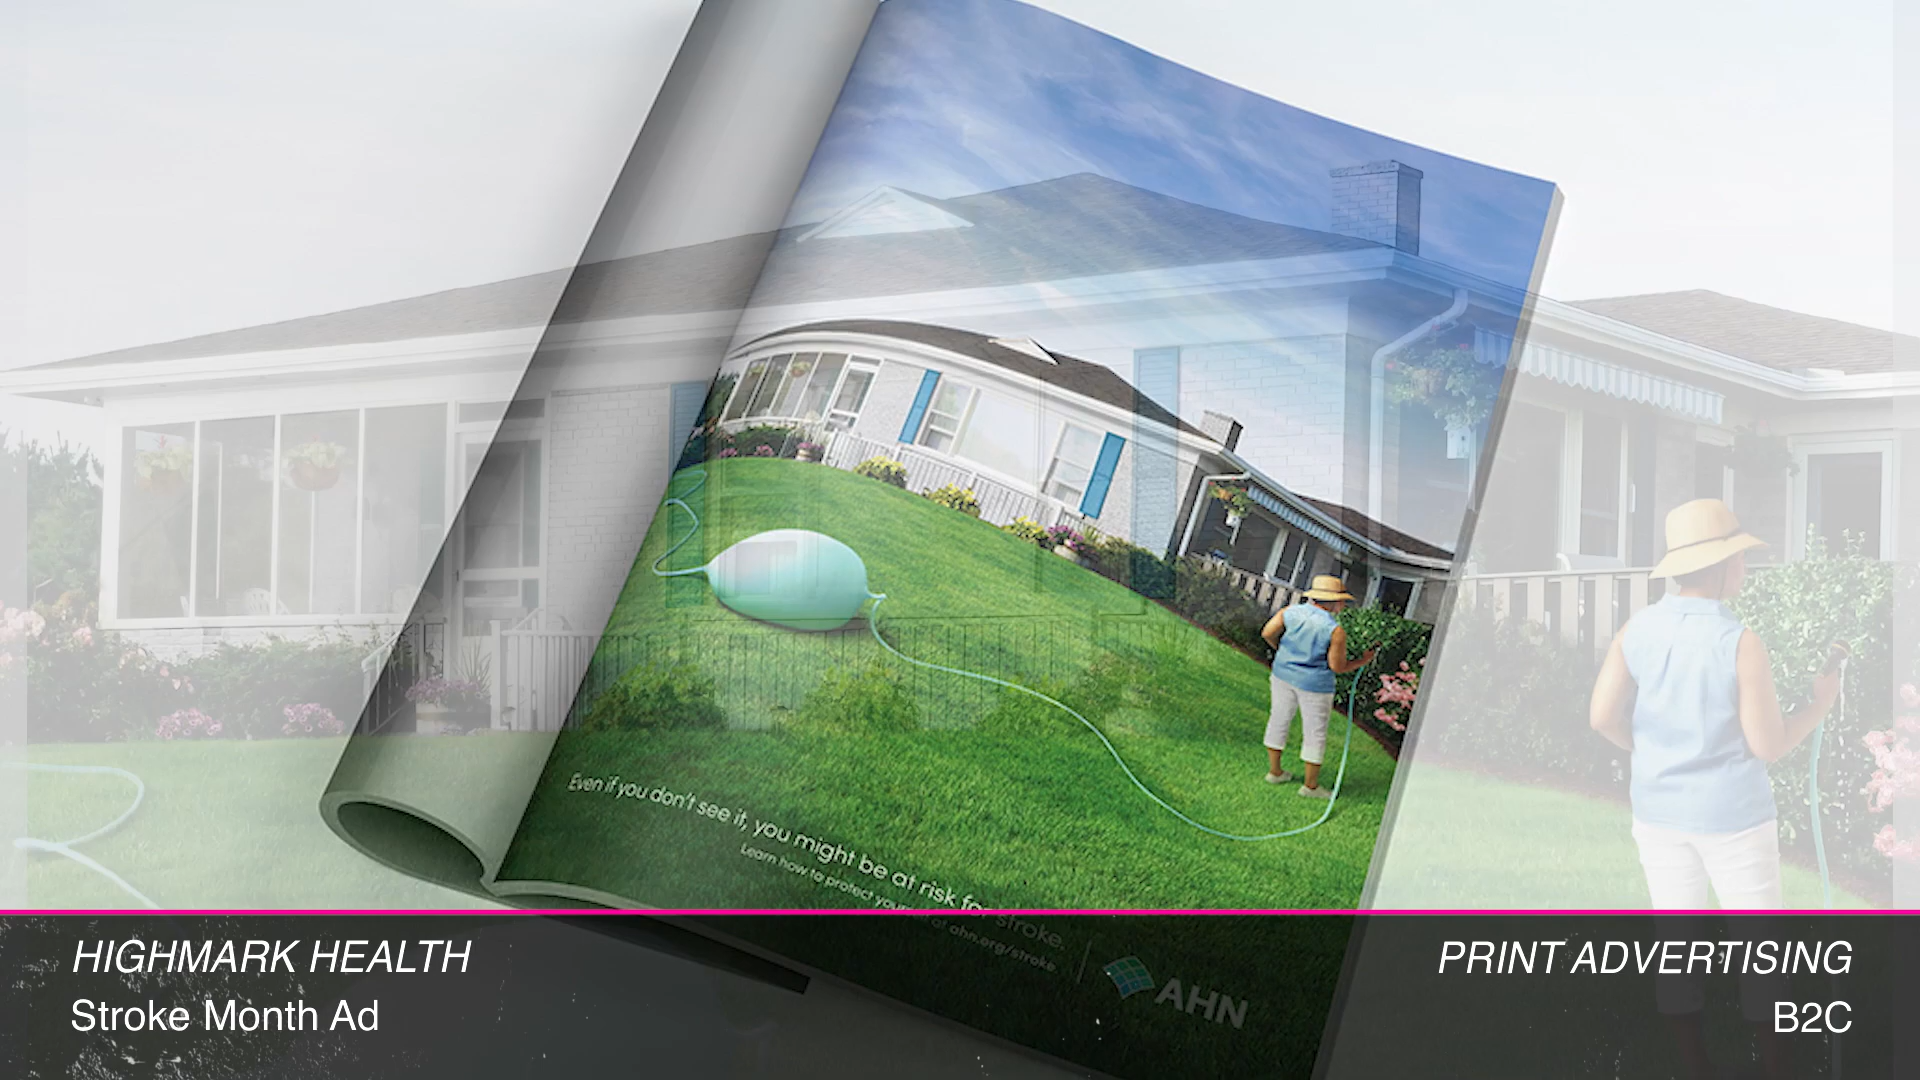 Even if you don't see it, you might be at risk for stroke.
Learn how to protect yourself at ahn.org/stroke
AHN
HIGHMARK HEALTH
Stroke Month Ad
PRINT ADVERTISING
B2C